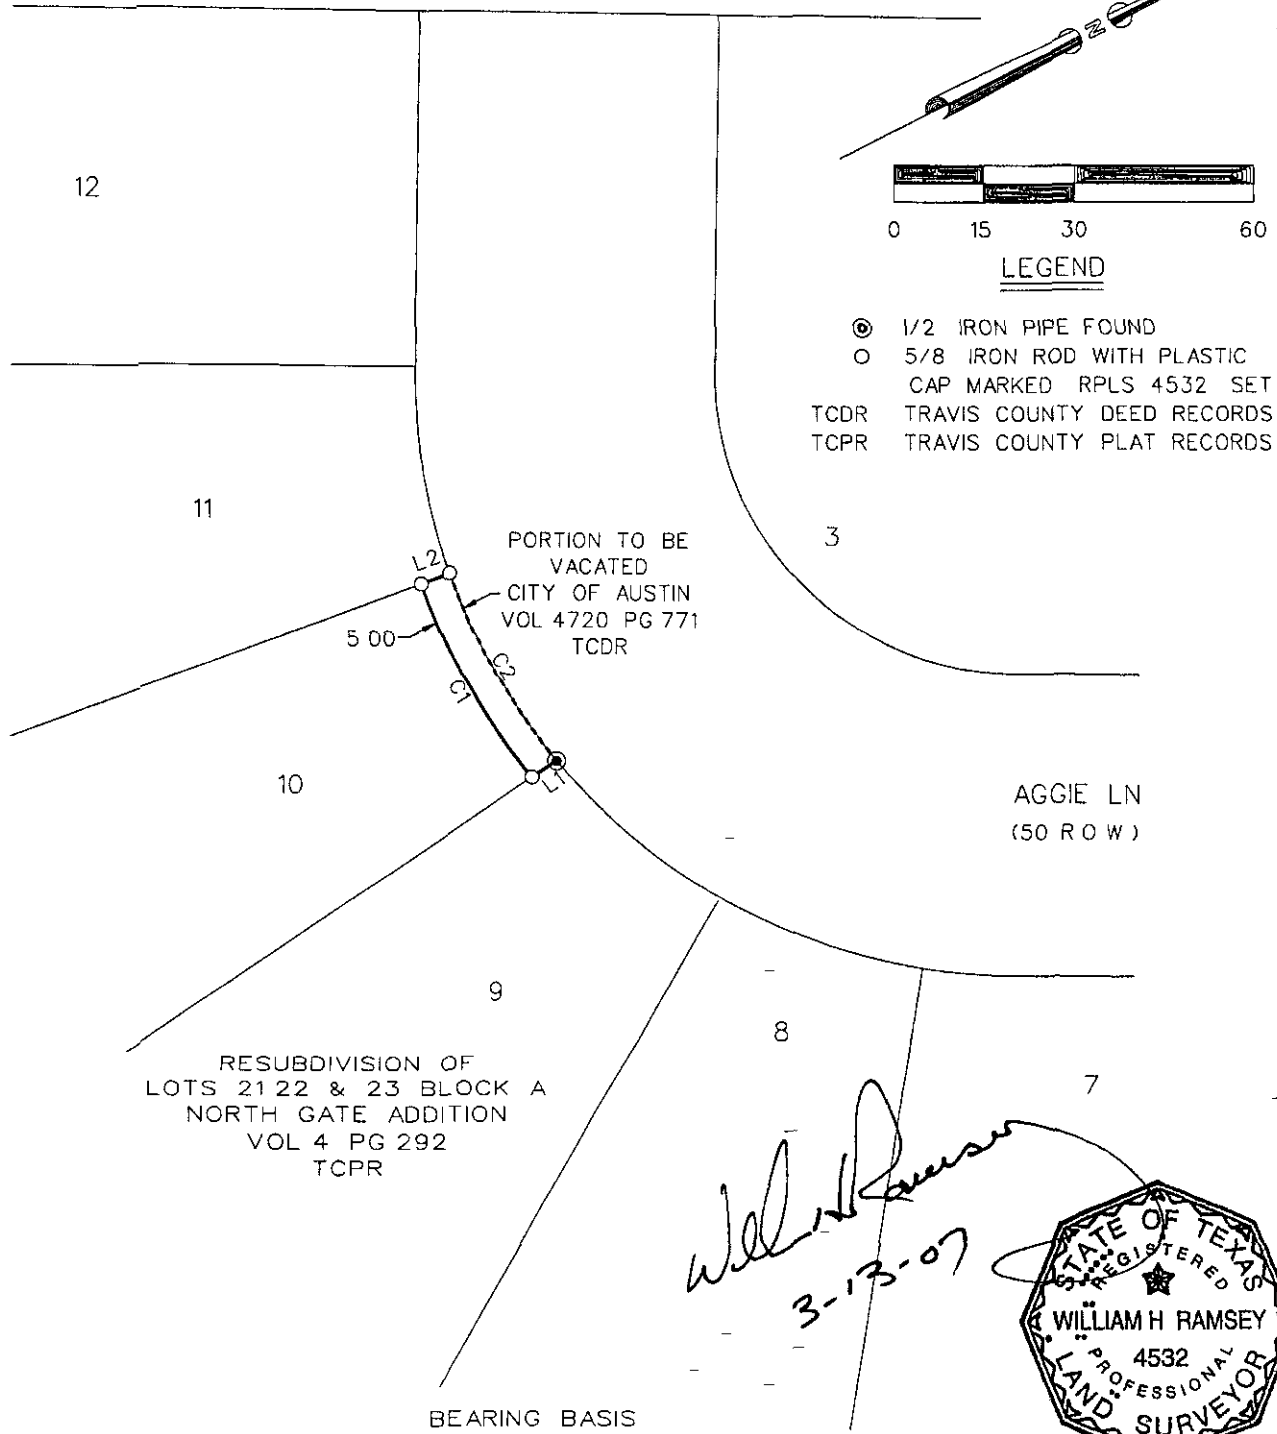 N
12
0 15 30 60
LEGEND
1/2 IRON PIPE FOUND
5/8 IRON ROD WITH PLASTIC
CAP MARKED RPLS 4532 SET
TCDR TRAVIS COUNTY DEED RECORDS
TCPR TRAVIS COUNTY PLAT RECORDS
11
3
PORTION TO BE
VACATED
CITY OF AUSTIN
VOL 4720 PG 771
TCDR
L2
5 00
C2
C1
L1
10
AGGIE LN
(50 R O W)
9
8
7
RESUBDIVISION OF
LOTS 21 22 & 23 BLOCK A
NORTH GATE ADDITION
VOL 4 PG 292
TCPR
Willi H Ramsey
3-13-07
STATE OF TEXAS
REGISTERED
WILLIAM H RAMSEY
4532
PROFESSIONAL
LAND SURVEYOR
BEARING BASIS